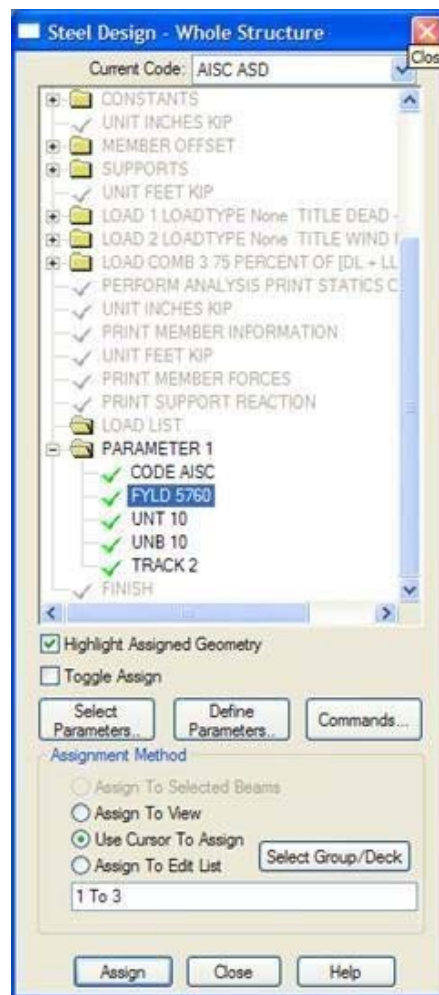 Steel Design - Whole Structure
Clos
Current Code: AISC ASD
CONSTANTS
UNIT INCHES KIP
MEMBER OFFSET
SUPPORTS
UNIT FEET KIP
LOAD 1 LOADTYPE None TITLE DEAD -
LOAD 2 LOADTYPE None TITLE WIND
LOAD COMB 3 75 PERCENT OF [DL + LL
PERFORM ANALYSIS PRINT STATICS C
UNIT INCHES KIP
PRINT MEMBER INFORMATION
UNIT FEET KIP
PRINT MEMBER FORCES
PRINT SUPPORT REACTION
LOAD LIST
PARAMETER 1
CODE AISC
FYLD 5760
UNT 10
UNB 10
TRACK 2
FINISH
Highlight Assigned Geometry
Toggle Assign
Select Parameters..
Define Parameters..
Commands...
Assignment Method
Assign To Selected Beams
Assign To View
Use Cursor To Assign
Assign To Edit List
Select Group/Deck
1 To 3
Assign Close Help